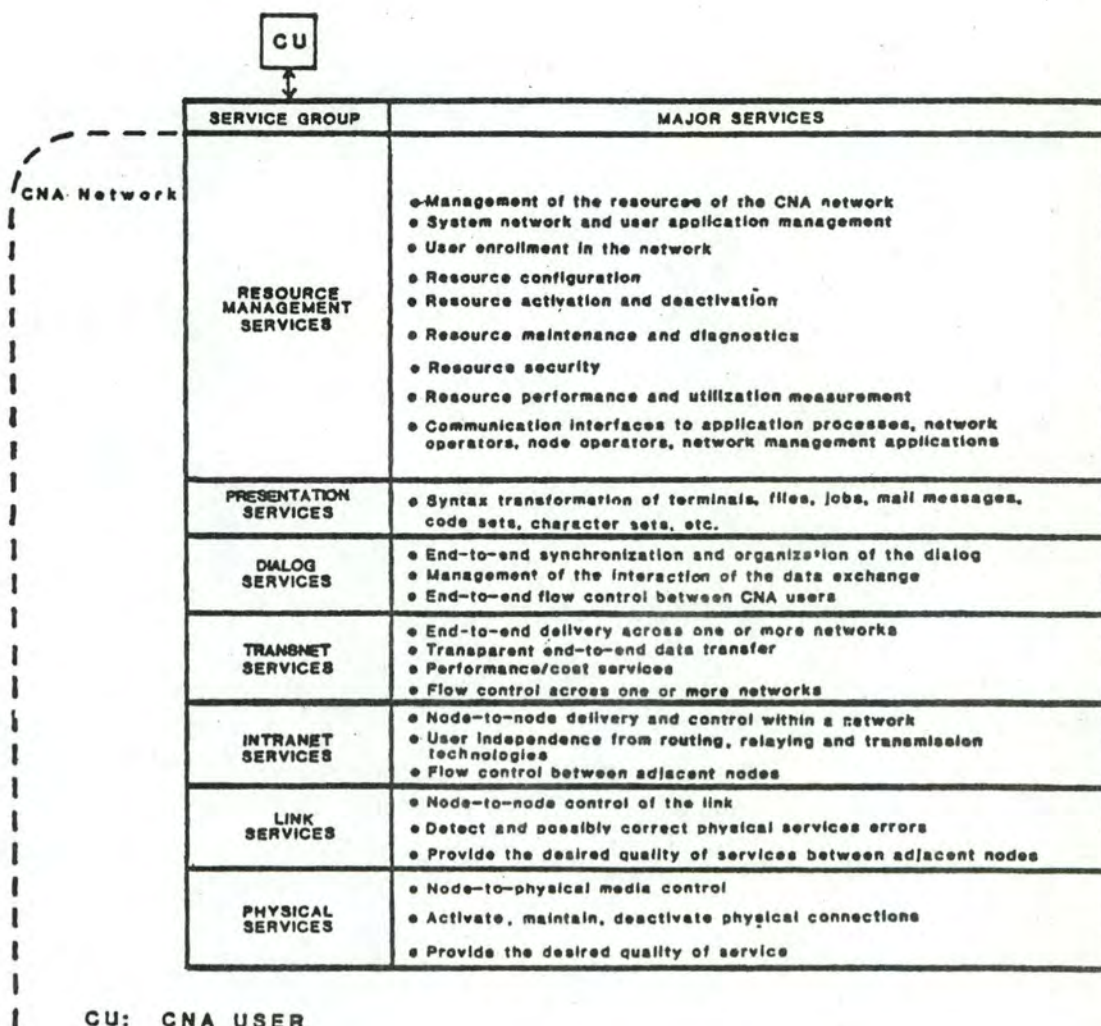 CU
SERVICE GROUP
MAJOR SERVICES
CNA Network
RESOURCE
MANAGEMENT
SERVICES
• Management of the resources of the CNA network
• System network and user application management
• User enrollment in the network
• Resource configuration
• Resource activation and deactivation
• Resource maintenance and diagnostics
• Resource security
• Resource performance and utilization measurement
• Communication interfaces to application processes, network
operators, node operators, network management applications
PRESENTATION
SERVICES
• Syntax transformation of terminals, files, jobs, mail messages,
code sets, character sets, etc.
DIALOG
SERVICES
• End-to-end synchronization and organization of the dialog
• Management of the interaction of the data exchange
• End-to-end flow control between CNA users
TRANSNET
SERVICES
• End-to-end delivery across one or more networks
• Transparent end-to-end data transfer
• Performance/cost services
• Flow control across one or more networks
INTRANET
SERVICES
• Node-to-node delivery and control within a network
• User independence from routing, relaying and transmission
technologies
• Flow control between adjacent nodes
LINK
SERVICES
• Node-to-node control of the link
• Detect and possibly correct physical services errors
• Provide the desired quality of services between adjacent nodes
PHYSICAL
SERVICES
• Node-to-physical media control
• Activate, maintain, deactivate physical connections
• Provide the desired quality of service
CU: CNA USER